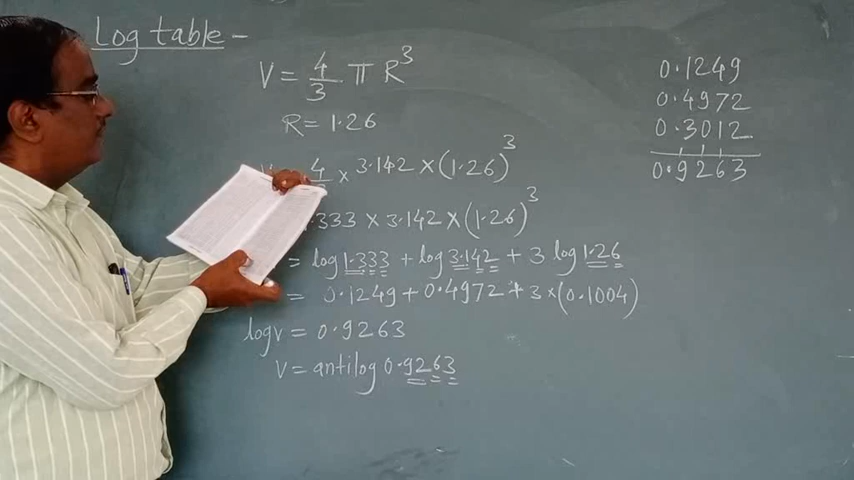 Log table -
V = 4/3 π R³
R = 1.26
4 × 3.142 × (1.26)³
.333 × 3.142 × (1.26)³
= log 1.333 + log 3.142 + 3 log 1.26
= 0.1249 + 0.4972 + 3 × (0.1004)
logv = 0.9263
V = antilog 0.9263
0.1249
0.4972
0.3012
0.9263